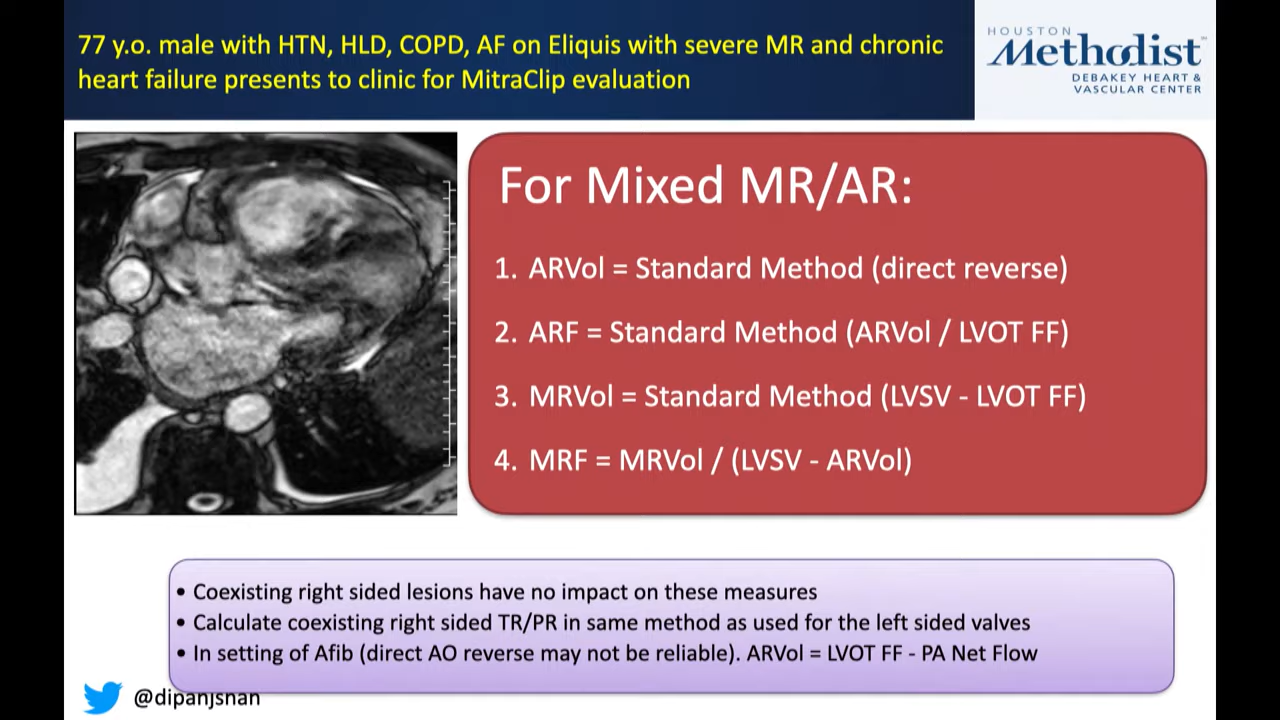 77 y.o. male with HTN, HLD, COPD, AF on Eliquis with severe MR and chronic
heart failure presents to clinic for MitraClip evaluation
HOUSTON
Methodist
DEBAKEY HEART &
VASCULAR CENTER
For Mixed MR/AR:
1. ARVol = Standard Method (direct reverse)
2. ARF = Standard Method (ARVol / LVOT FF)
3. MRVol = Standard Method (LVSV - LVOT FF)
4. MRF = MRVol / (LVSV - ARVol)
• Coexisting right sided lesions have no impact on these measures
• Calculate coexisting right sided TR/PR in same method as used for the left sided valves
• In setting of Afib (direct AO reverse may not be reliable). ARVol = LVOT FF - PA Net Flow
@dipanjsnan